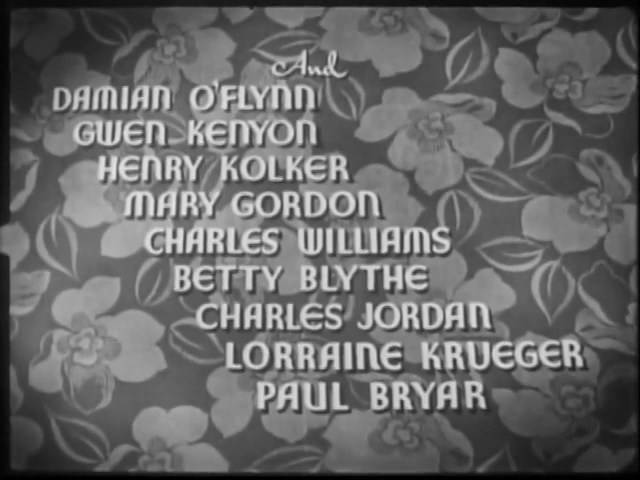 And
DAMIAN O'FLYNN
GWEN KENYON
HENRY KOLKER
MARY GORDON
CHARLES WILLIAMS
BETTY BLYTHE
CHARLES JORDAN
LORRAINE KRUEGER
PAUL BRYAR